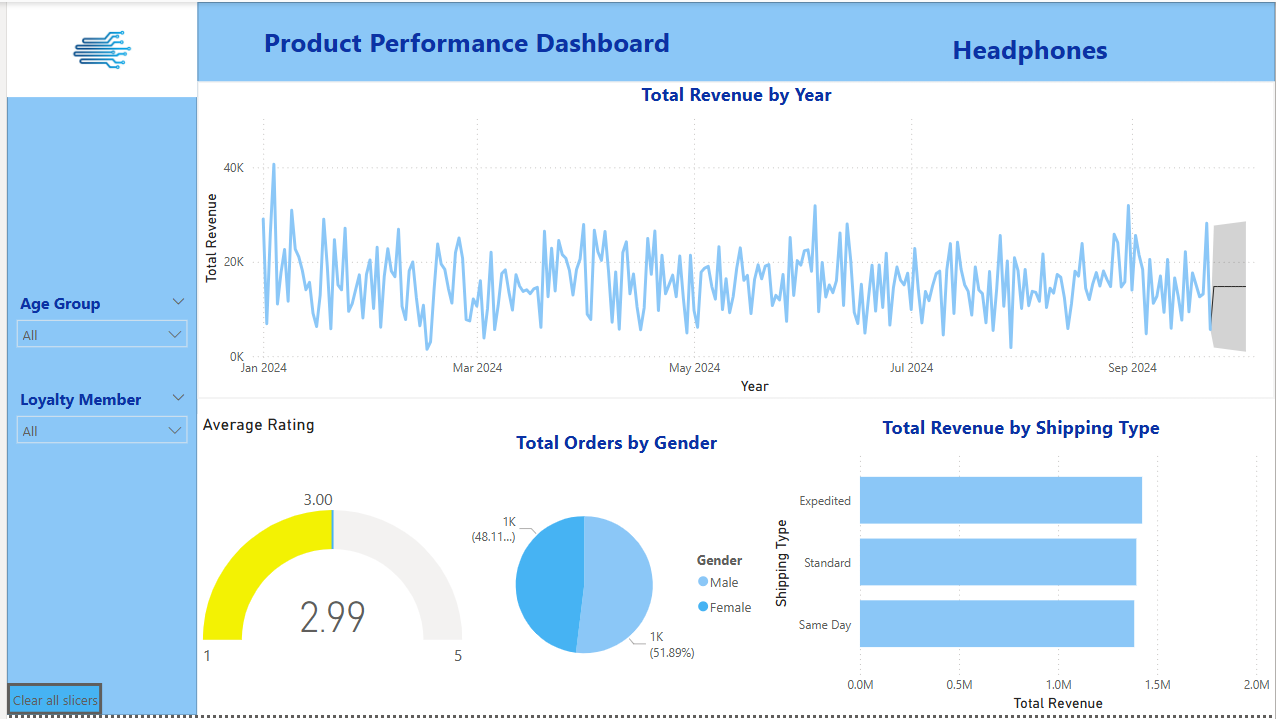 Product Performance Dashboard
Headphones
Total Revenue by Year
Total Revenue
40K
20K
0K
Jan 2024
Mar 2024
May 2024
Jul 2024
Sep 2024
Year
Age Group
All
Loyalty Member
All
Clear all slicers
Average Rating
3.00
2.99
1
5
Total Orders by Gender
1K
(48.11...)
1K
(51.89%)
Gender
Male
Female
Total Revenue by Shipping Type
Shipping Type
Expedited
Standard
Same Day
0.0M
0.5M
1.0M
1.5M
2.0M
Total Revenue